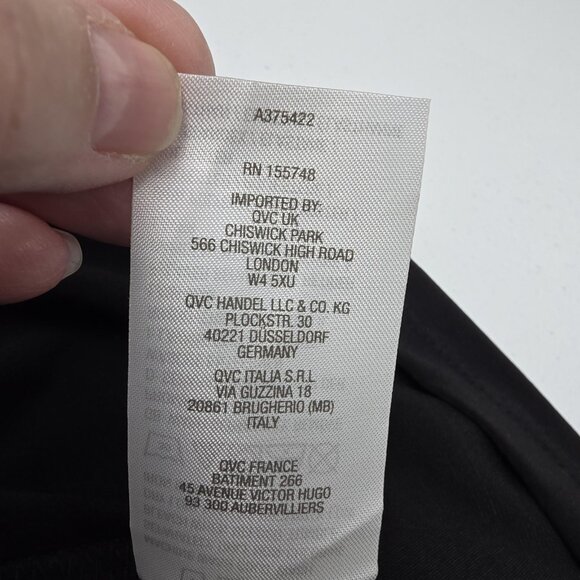 A375422
RN 155748
IMPORTED BY:
QVC UK
CHISWICK PARK
566 CHISWICK HIGH ROAD
LONDON
W4 5XU
QVC HANDEL LLC & CO. KG
PLOCKSTR. 30
40221 DÜSSELDORF
GERMANY
QVC ITALIA S.R.L
VIA GUZZINA 18
20861 BRUGHERIO (MB)
ITALY
QVC FRANCE
BATIMENT 266
45 AVENUE VICTOR HUGO
93 300 AUBERVILLIERS